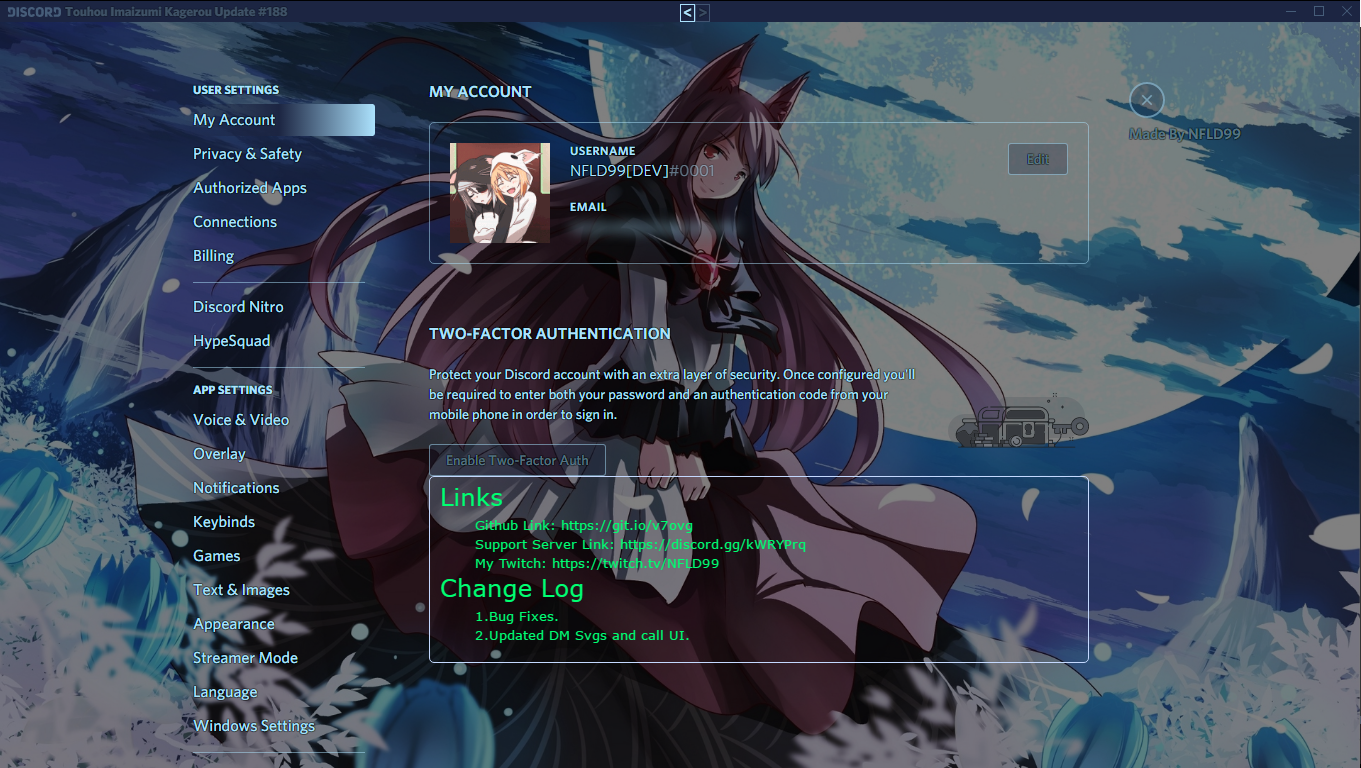 DISCORD Touhou Imaizumi Kagerou Update #188
< >
USER SETTINGS
My Account
Privacy & Safety
Authorized Apps
Connections
Billing
Discord Nitro
HypeSquad
APP SETTINGS
Voice & Video
Overlay
Notifications
Keybinds
Games
Text & Images
Appearance
Streamer Mode
Language
Windows Settings
MY ACCOUNT
USERNAME
NFLD99[DEV]#0001
EMAIL
Edit
Made By NFLD99
TWO-FACTOR AUTHENTICATION
Protect your Discord account with an extra layer of security. Once configured you'll
be required to enter both your password and an authentication code from your
mobile phone in order to sign in.
Enable Two-Factor Auth
Links
Github Link: https://git.io/v7ovg
Support Server Link: https://discord.gg/kWRYPrq
My Twitch: https://twitch.tv/NFLD99
Change Log
1.Bug Fixes.
2.Updated DM Svgs and call UI.